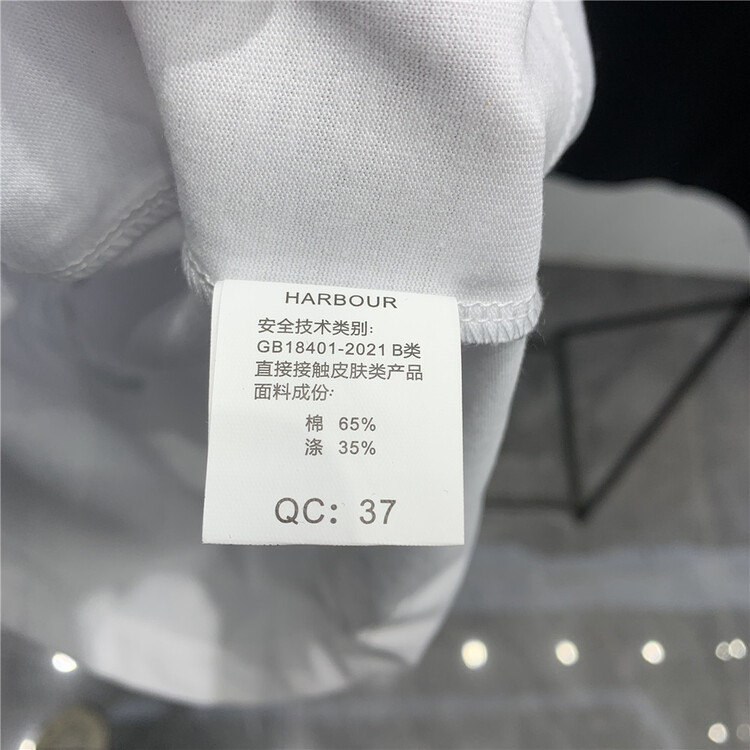 HARBOUR
安全技术类别:
GB18401-2021 B类
直接接触皮肤类产品
面料成份:
棉 65%
涤 35%
QC: 37